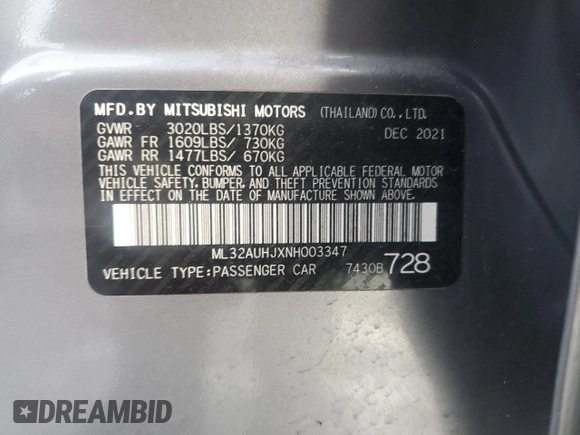 MFD.BY MITSUBISHI MOTORS (THAILAND)CO.,LTD.
GVWR 3020LBS/1370KG DEC 2021
GAWR FR 1609LBS/ 730KG
GAWR RR 1477LBS/ 670KG
THIS VEHICLE CONFORMS TO ALL APPLICABLE FEDERAL MOTOR
VEHICLE SAFETY, BUMPER, AND THEFT PREVENTION STANDARDS
IN EFFECT ON THE DATE OF MANUFACTURE SHOWN ABOVE.
ML32AUHJXNH003347
VEHICLE TYPE:PASSENGER CAR 7430B 728
DREAMBID